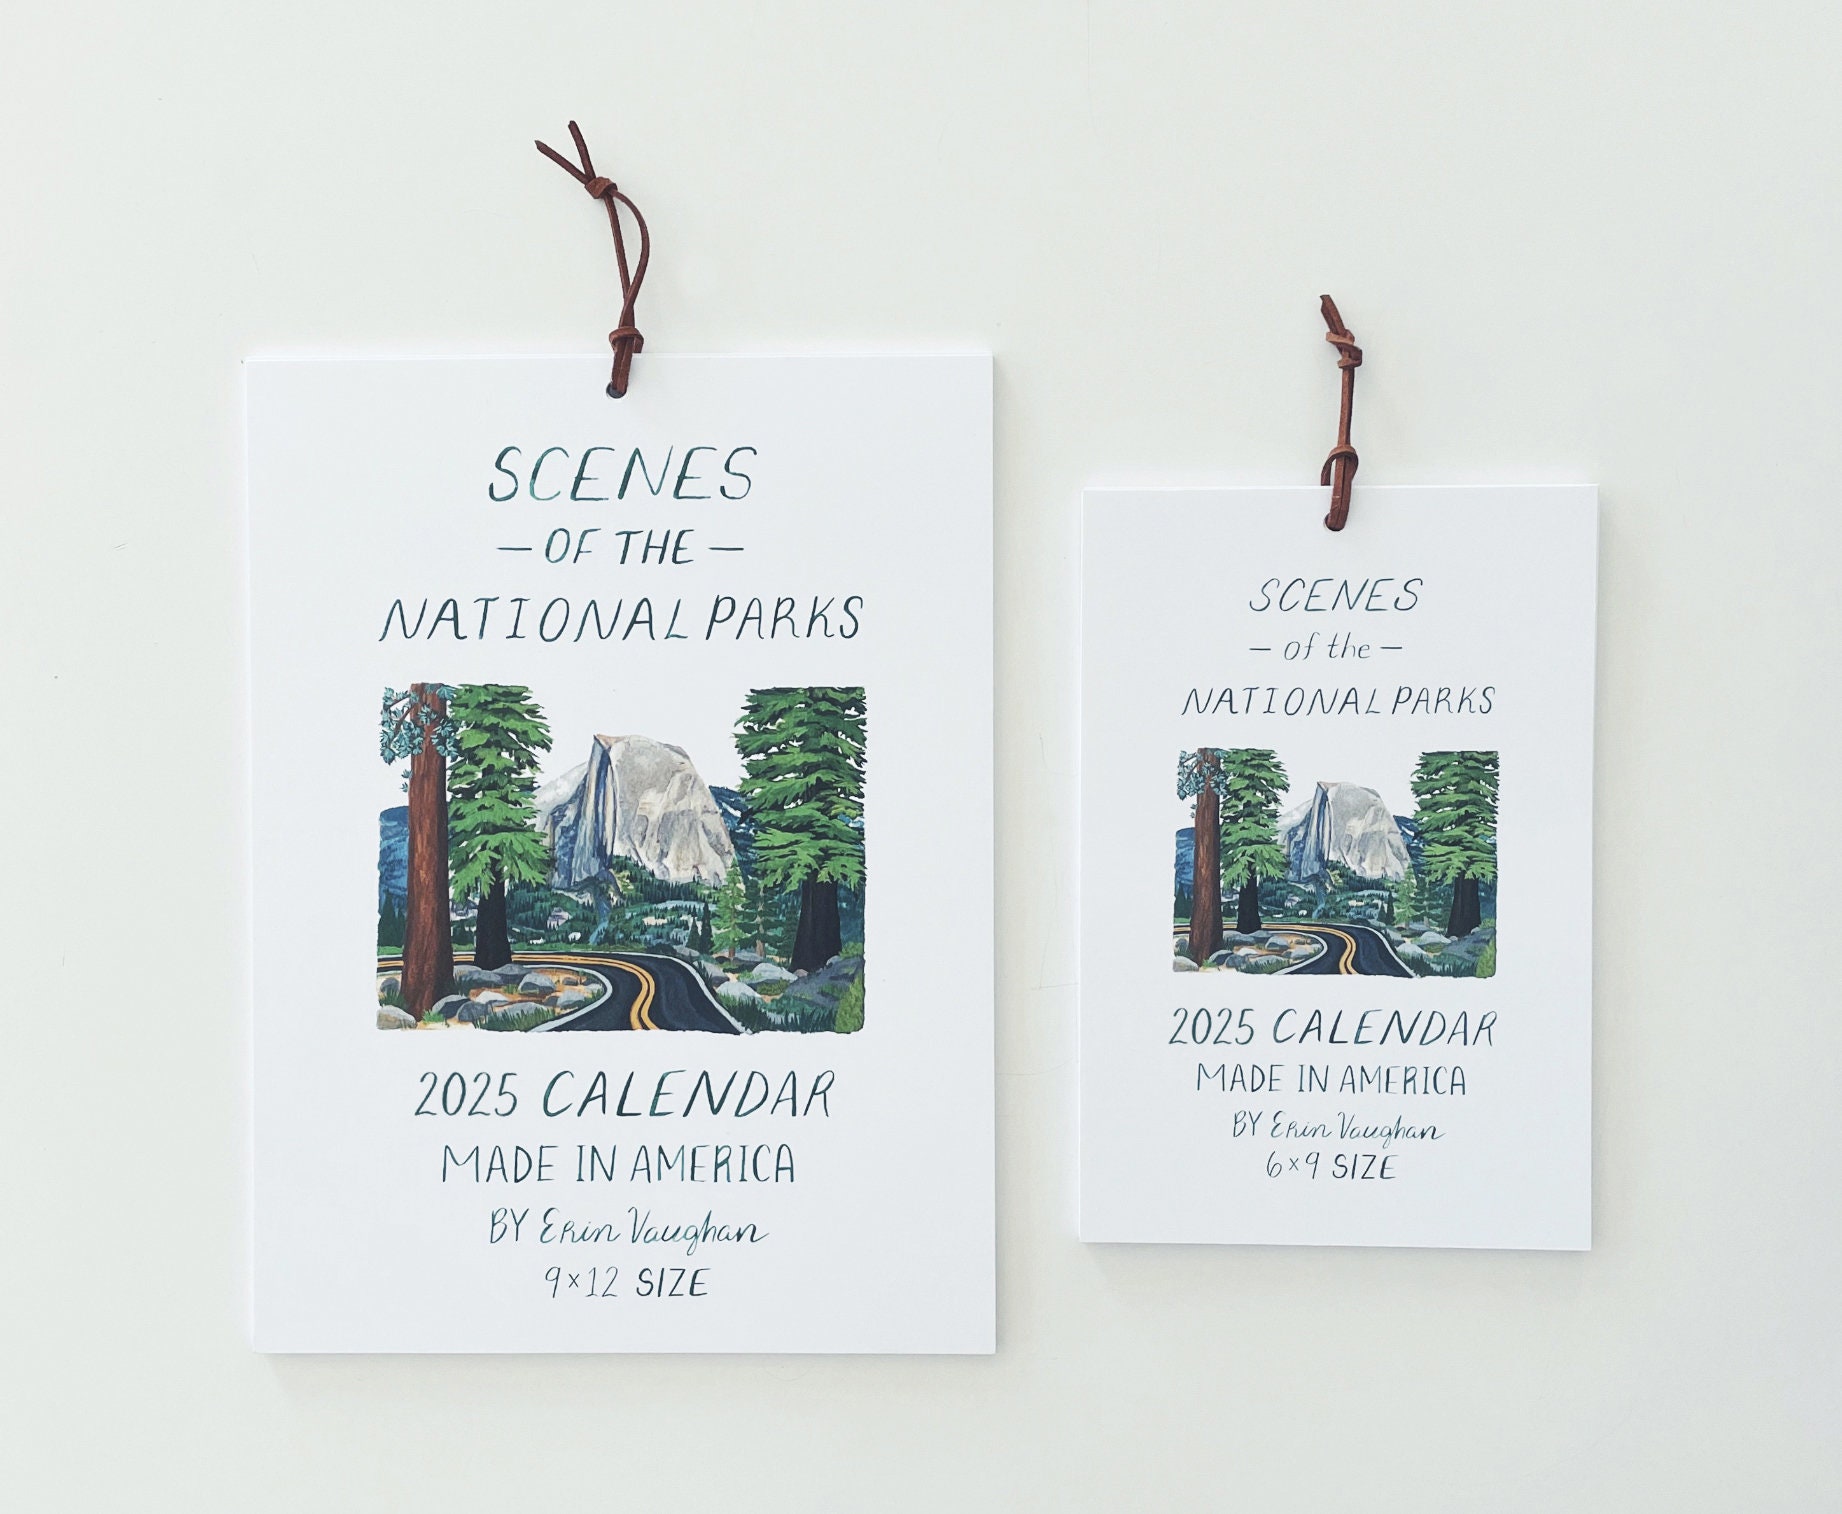 SCENES
— OF THE —
NATIONAL PARKS
2025 CALENDAR
MADE IN AMERICA
BY Erin Vaughan
9×12 SIZE
SCENES
— of the —
NATIONAL PARKS
2025 CALENDAR
MADE IN AMERICA
BY Erin Vaughan
6×9 SIZE